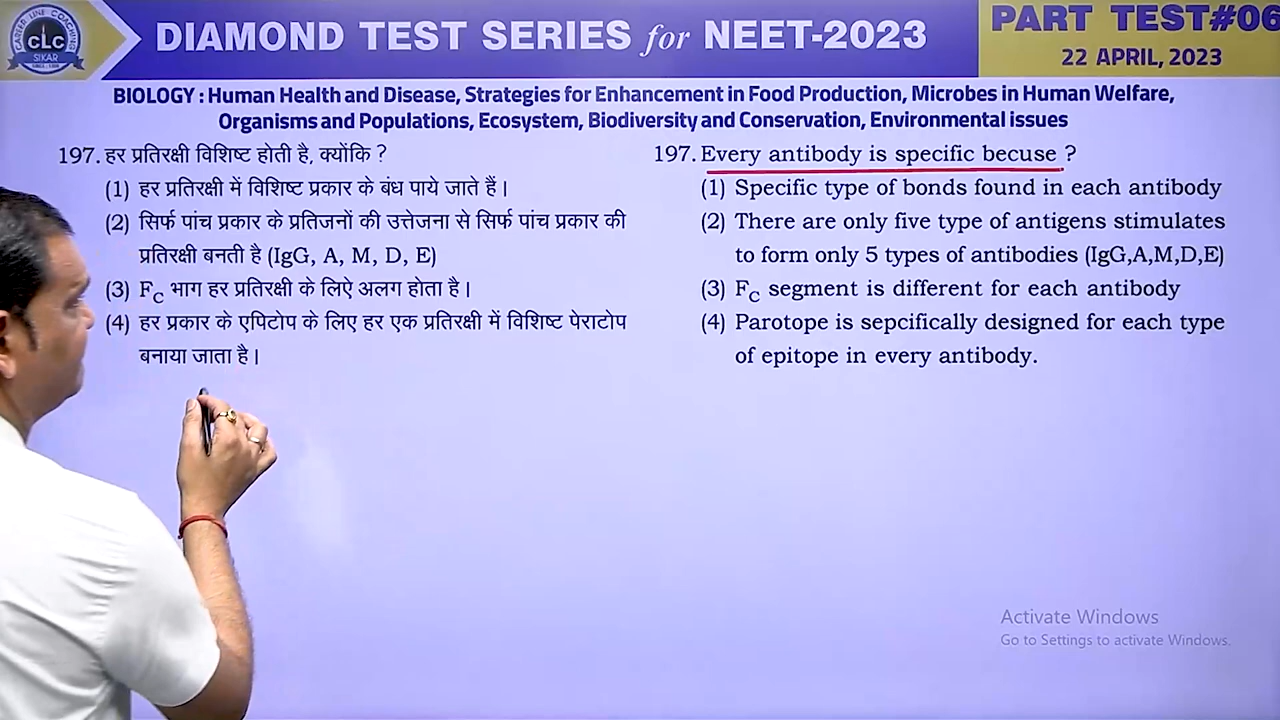 CLC
SIKAR
DIAMOND TEST SERIES for NEET-2023
PART TEST#06
22 APRIL, 2023
BIOLOGY : Human Health and Disease, Strategies for Enhancement in Food Production, Microbes in Human Welfare,
Organisms and Populations, Ecosystem, Biodiversity and Conservation, Environmental issues
197. हर प्रतिरक्षी विशिष्ट होती है, क्योंकि ?
(1) हर प्रतिरक्षी में विशिष्ट प्रकार के बंध पाये जाते हैं।
(2) सिर्फ पांच प्रकार के प्रतिजनों की उत्तेजना से सिर्फ पांच प्रकार की
प्रतिरक्षी बनती है (IgG, A, M, D, E)
(3) FC भाग हर प्रतिरक्षी के लिऐ अलग होता है।
(4) हर प्रकार के एपिटोप के लिए हर एक प्रतिरक्षी में विशिष्ट पेराटोप
बनाया जाता है।
197. Every antibody is specific becuse ?
(1) Specific type of bonds found in each antibody
(2) There are only five type of antigens stimulates
to form only 5 types of antibodies (IgG,A,M,D,E)
(3) FC segment is different for each antibody
(4) Parotope is sepcifically designed for each type
of epitope in every antibody.
Activate Windows
Go to Settings to activate Windows.